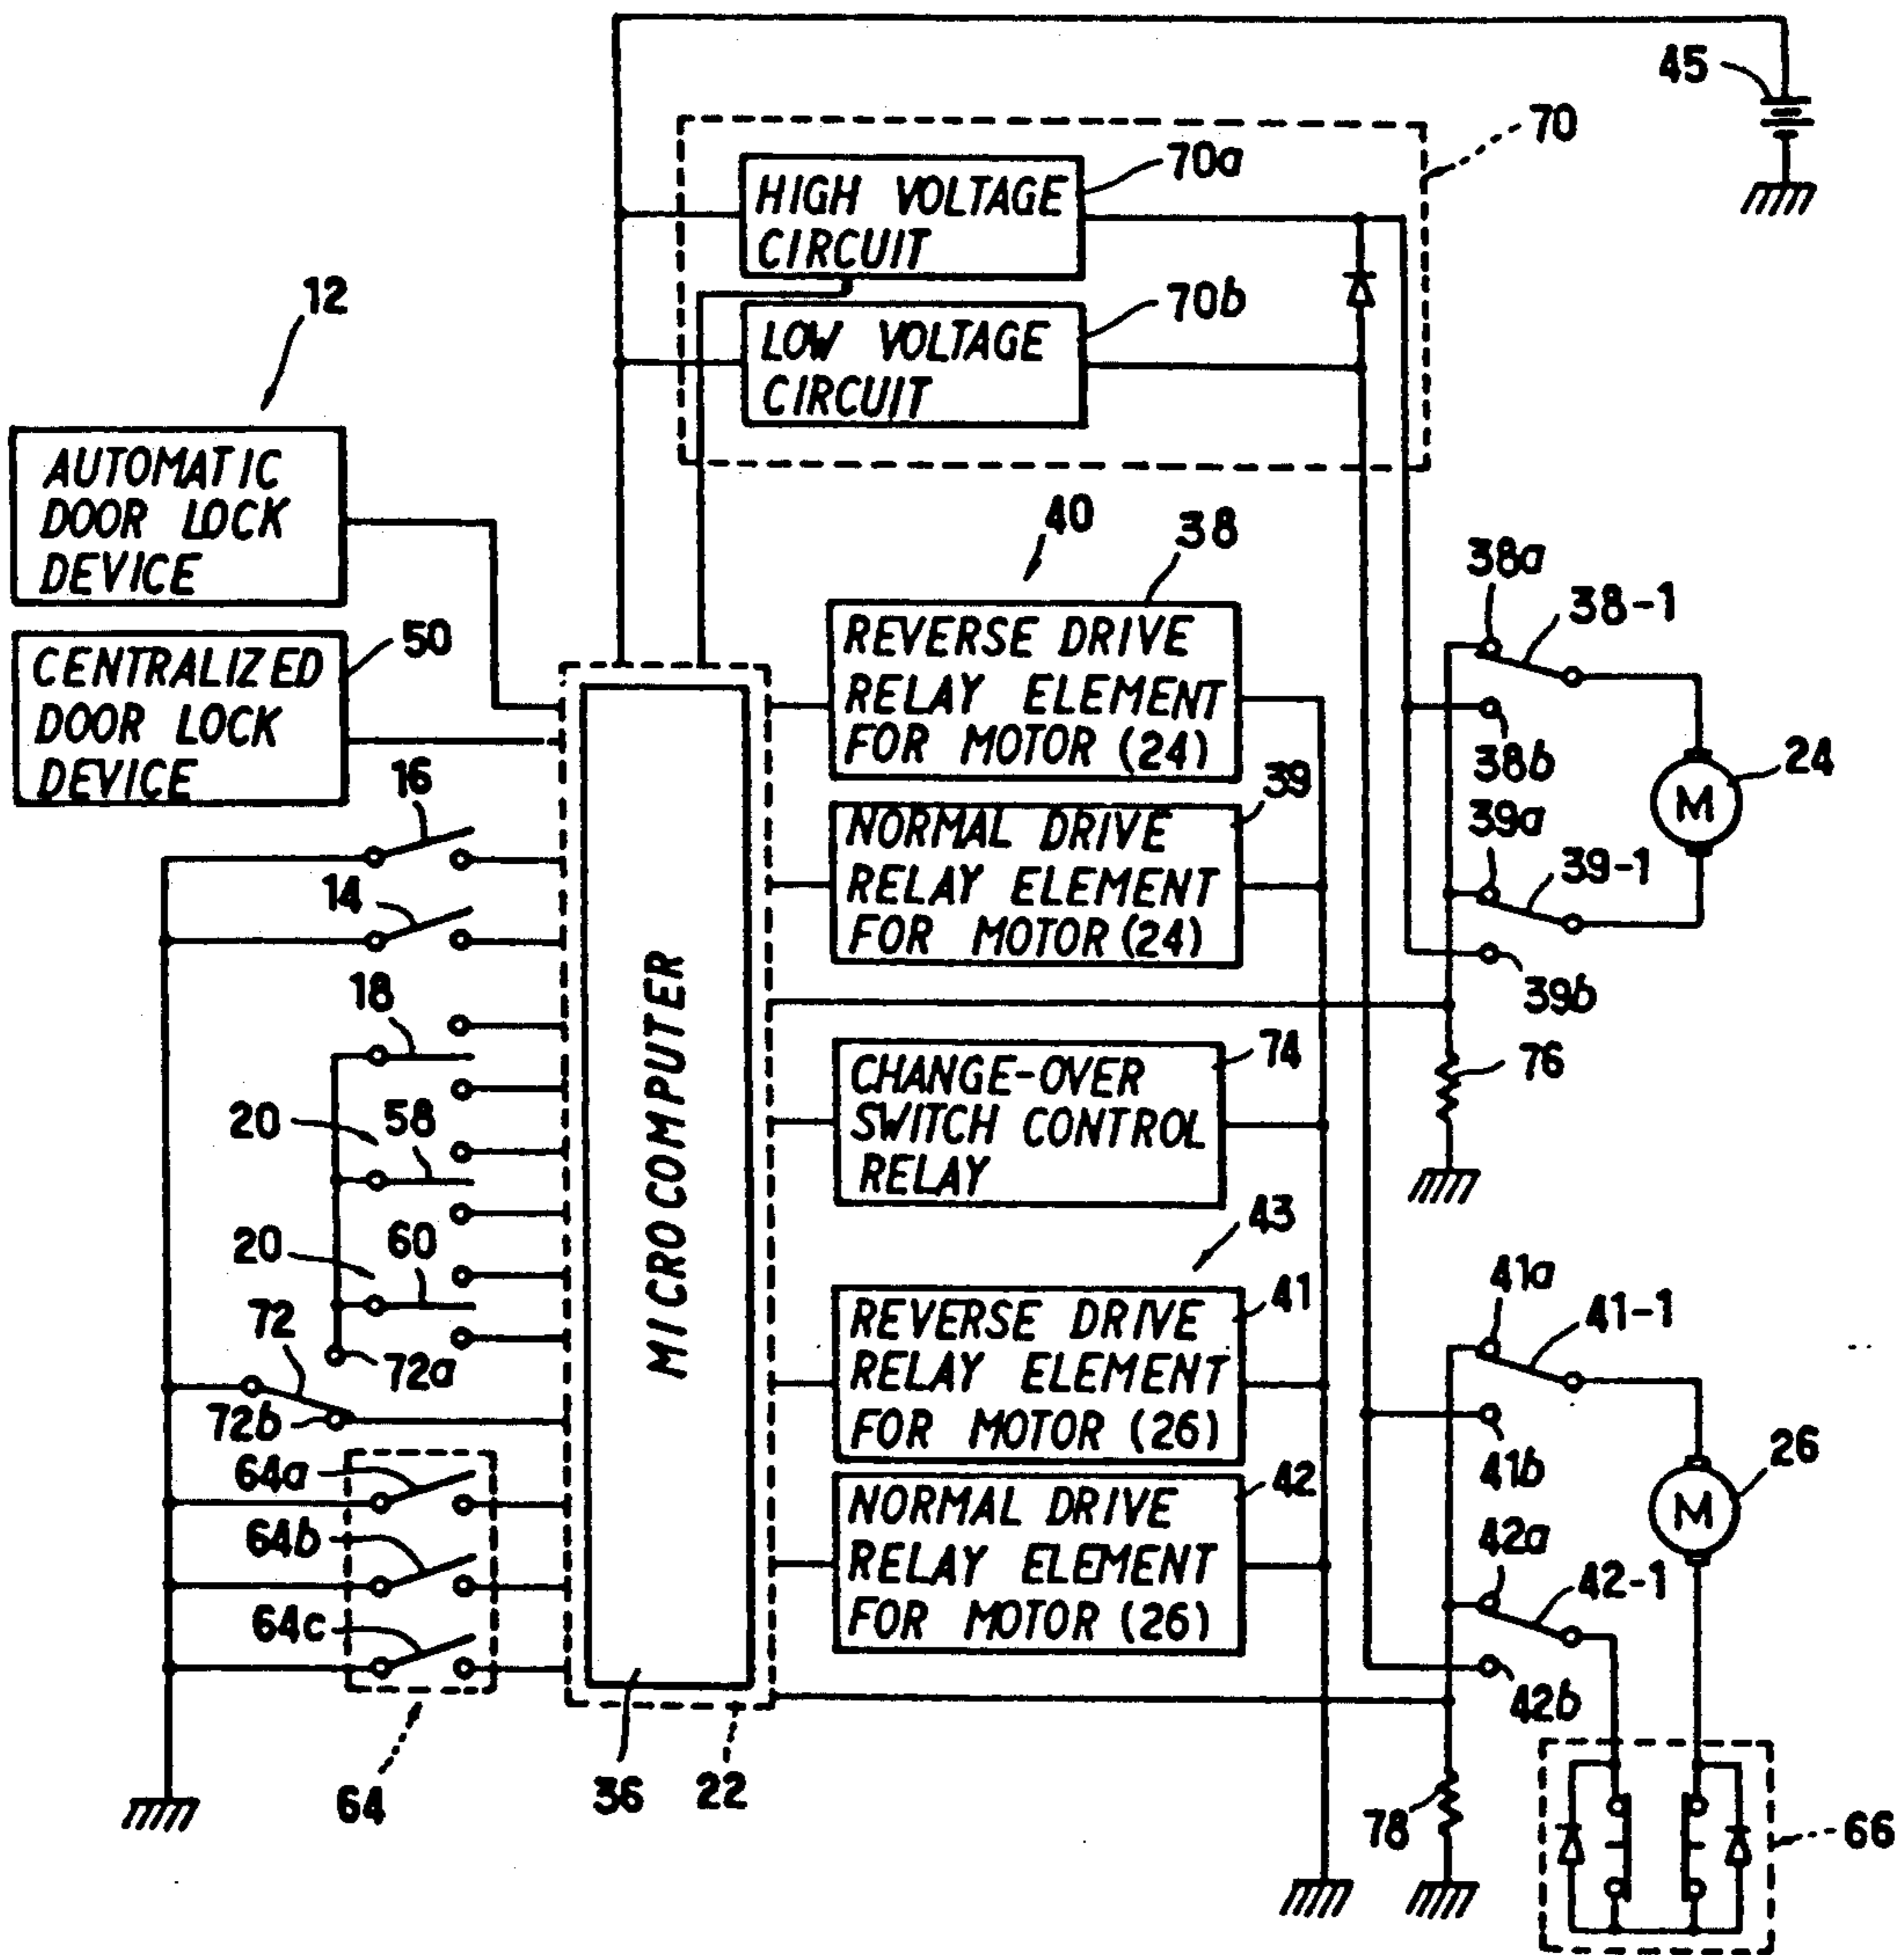 45
70
70a
HIGH VOLTAGE
CIRCUIT
12
70b
LOW VOLTAGE
CIRCUIT
AUTOMATIC
DOOR LOCK
DEVICE
40
38
38a
38-1
50
CENTRALIZED
DOOR LOCK
DEVICE
REVERSE DRIVE
RELAY ELEMENT
FOR MOTOR (24)
38b
24
M
16
39
39a
NORMAL DRIVE
RELAY ELEMENT
FOR MOTOR (24)
39-1
14
39b
18
MICROCOMPUTER
74
CHANGE-OVER
SWITCH CONTROL
RELAY
76
20
58
43
20
60
41
41a
41-1
REVERSE DRIVE
RELAY ELEMENT
FOR MOTOR (26)
72
72a
72b
41b
26
M
64a
42
42a
NORMAL DRIVE
RELAY ELEMENT
FOR MOTOR (26)
42-1
64b
64c
42b
64
36
22
78
66